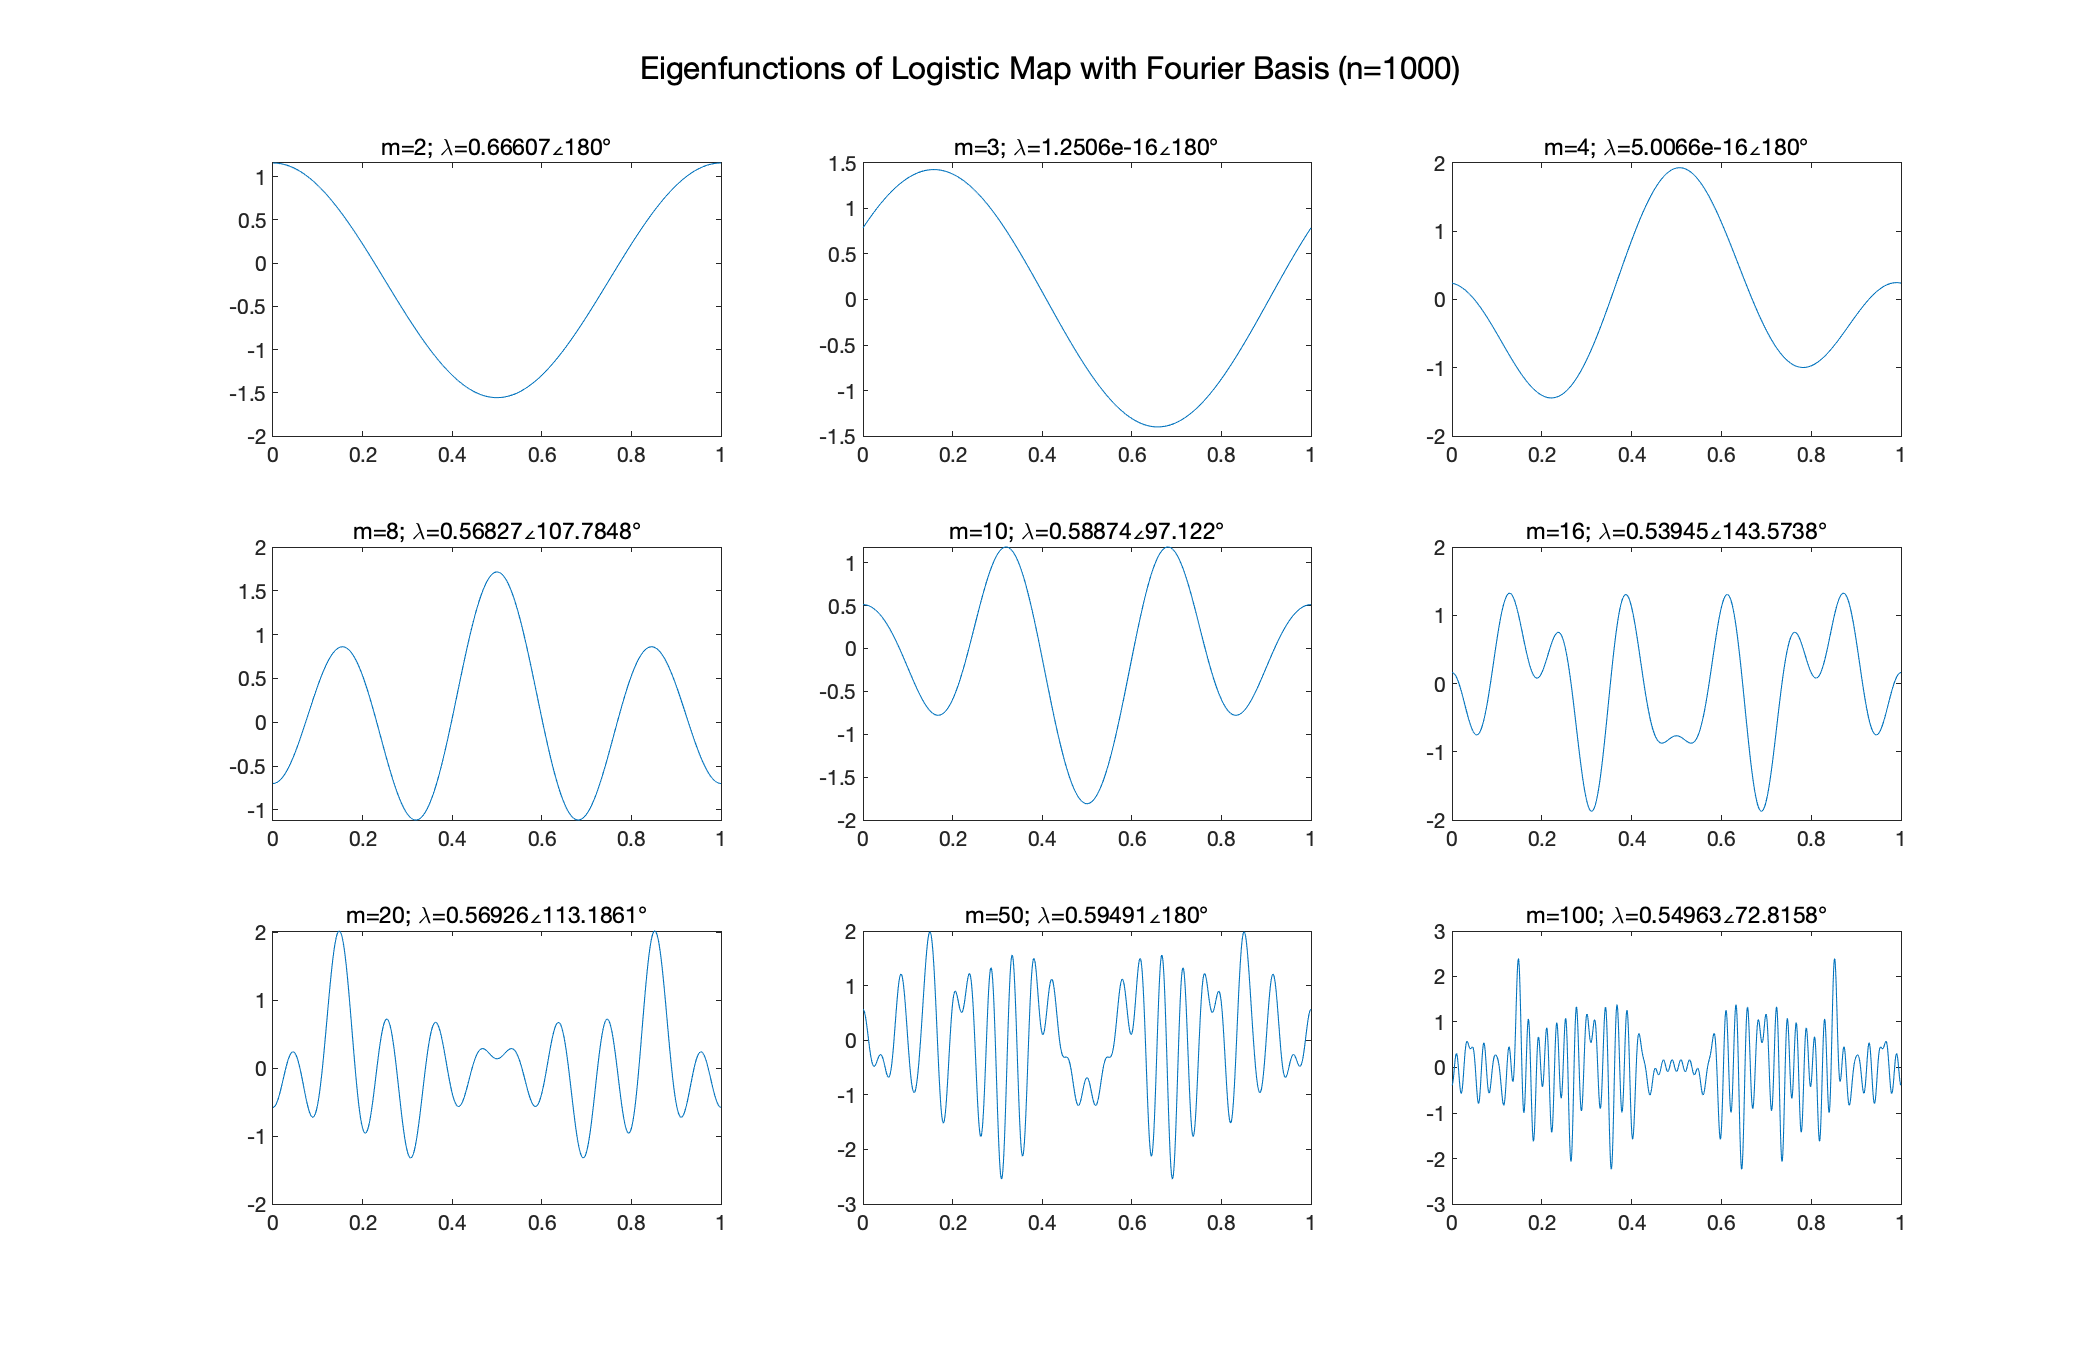 Eigenfunctions of Logistic Map with Fourier Basis (n=1000)
m=2; λ=0.66607∠180°
1
0.5
0
-0.5
-1
-1.5
-2
0 0.2 0.4 0.6 0.8 1
m=3; λ=1.2506e-16∠180°
1.5
1
0.5
0
-0.5
-1
-1.5
0 0.2 0.4 0.6 0.8 1
m=4; λ=5.0066e-16∠180°
2
1
0
-1
-2
0 0.2 0.4 0.6 0.8 1
m=8; λ=0.56827∠107.7848°
2
1.5
1
0.5
0
-0.5
-1
0 0.2 0.4 0.6 0.8 1
m=10; λ=0.58874∠97.122°
1
0.5
0
-0.5
-1
-1.5
-2
0 0.2 0.4 0.6 0.8 1
m=16; λ=0.53945∠143.5738°
2
1
0
-1
-2
0 0.2 0.4 0.6 0.8 1
m=20; λ=0.56926∠113.1861°
2
1
0
-1
-2
0 0.2 0.4 0.6 0.8 1
m=50; λ=0.59491∠180°
2
1
0
-1
-2
-3
0 0.2 0.4 0.6 0.8 1
m=100; λ=0.54963∠72.8158°
3
2
1
0
-1
-2
-3
0 0.2 0.4 0.6 0.8 1